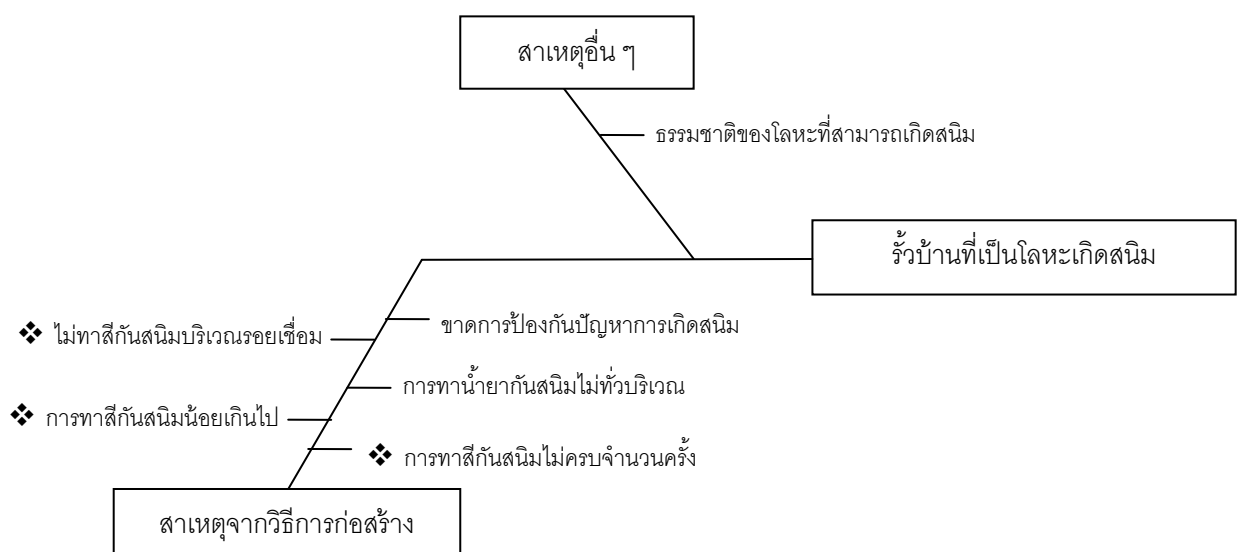 สาเหตุอื่น ๆ
ธรรมชาติของโลหะที่สามารถเกิดสนิม
รั้วบ้านที่เป็นโลหะเกิดสนิม
ขาดการป้องกันปัญหาการเกิดสนิม
❖ ไม่ทาสีกันสนิมบริเวณรอยเชื่อม
การทาน้ำยากันสนิมไม่ทั่วบริเวณ
❖ การทาสีกันสนิมน้อยเกินไป
❖ การทาสีกันสนิมไม่ครบจำนวนครั้ง
สาเหตุจากวิธีการก่อสร้าง